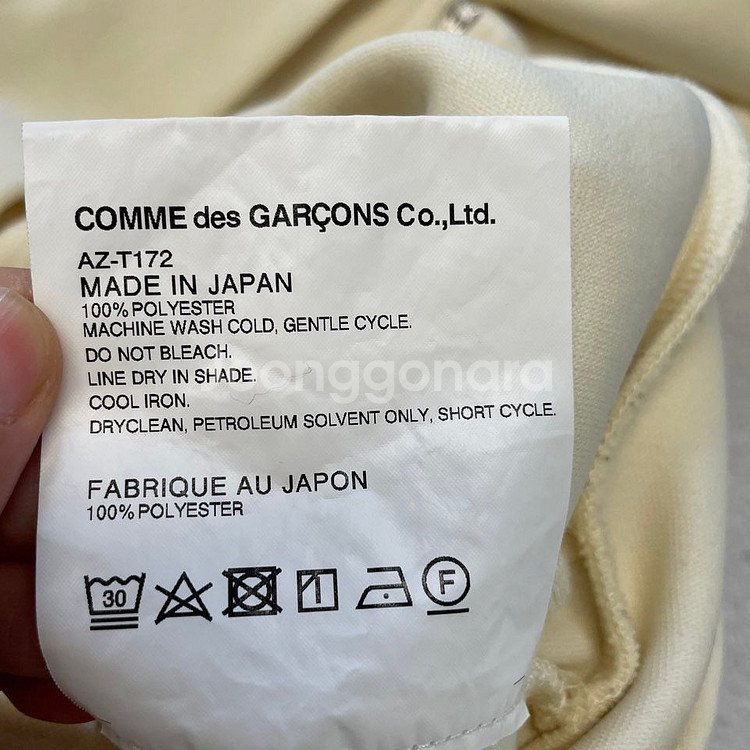 COMME des GARÇONS Co.,Ltd.
AZ-T172
MADE IN JAPAN
100% POLYESTER
MACHINE WASH COLD, GENTLE CYCLE.
DO NOT BLEACH.
LINE DRY IN SHADE.
COOL IRON.
DRYCLEAN, PETROLEUM SOLVENT ONLY, SHORT CYCLE.
FABRIQUE AU JAPON
100% POLYESTER
30
F